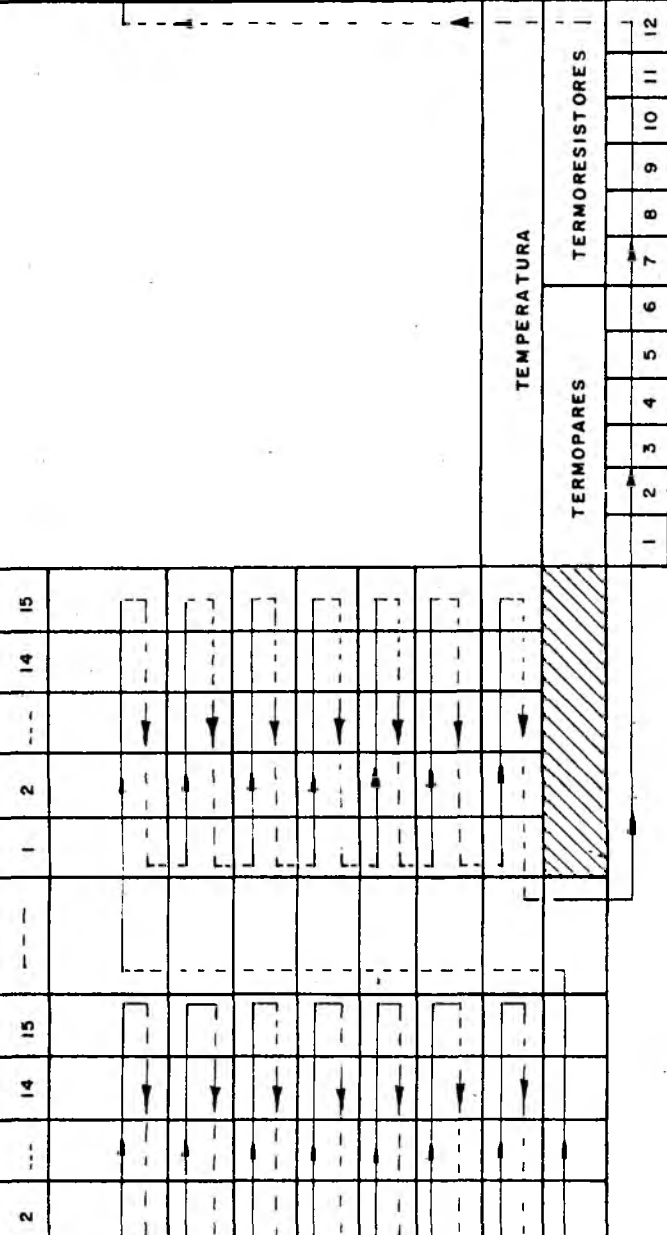 2 --- 14 15 --- 1 2 --- 14 15
TEMPERATURA
TERMOPARES TERMORESISTORES
1 2 3 4 5 6 7 8 9 10 11 12